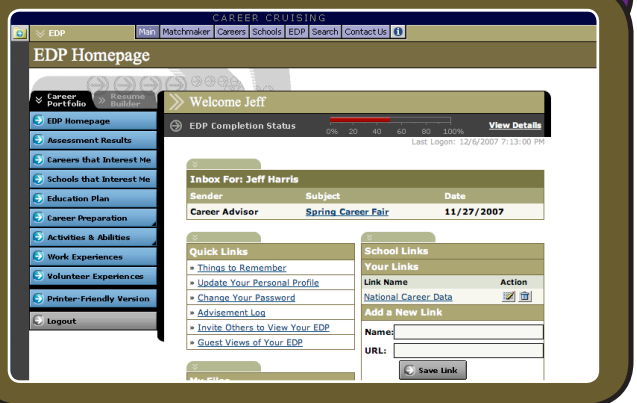 CAREER CRUISING
EDP Main Matchmaker Careers Schools EDP Search Contact Us
EDP Homepage
Career Portfolio
Resume Builder
Welcome Jeff
EDP Homepage
EDP Completion Status
0% 20 40 60 80 100%
View Details
Last Logon: 12/6/2007 7:13:00 PM
Assessment Results
Careers that Interest Me
Schools that Interest Me
Education Plan
Career Preparation
Activities & Abilities
Work Experiences
Volunteer Experiences
Printer-Friendly Version
Logout
Inbox For: Jeff Harris
Sender Subject Date
Career Advisor Spring Career Fair 11/27/2007
Quick Links
» Things to Remember
» Update Your Personal Profile
» Change Your Password
» Advisement Log
» Invite Others to View Your EDP
» Guest Views of Your EDP
My Files
School Links
Your Links
Link Name Action
National Career Data
Add a New Link
Name:
URL:
Save Link